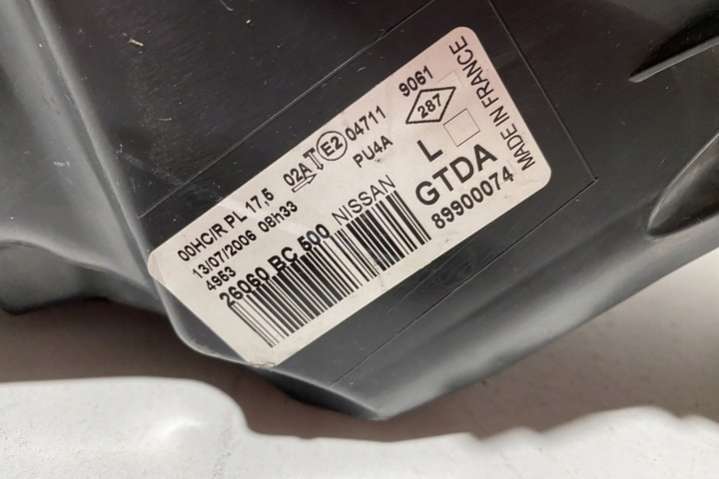 00HC/R PL 17,5 02A E2 04711 9061
13/07/2006 08h33 PU4A 287
4953
26060 BC 500 NISSAN L
GTDA
89900074
MADE IN FRANCE